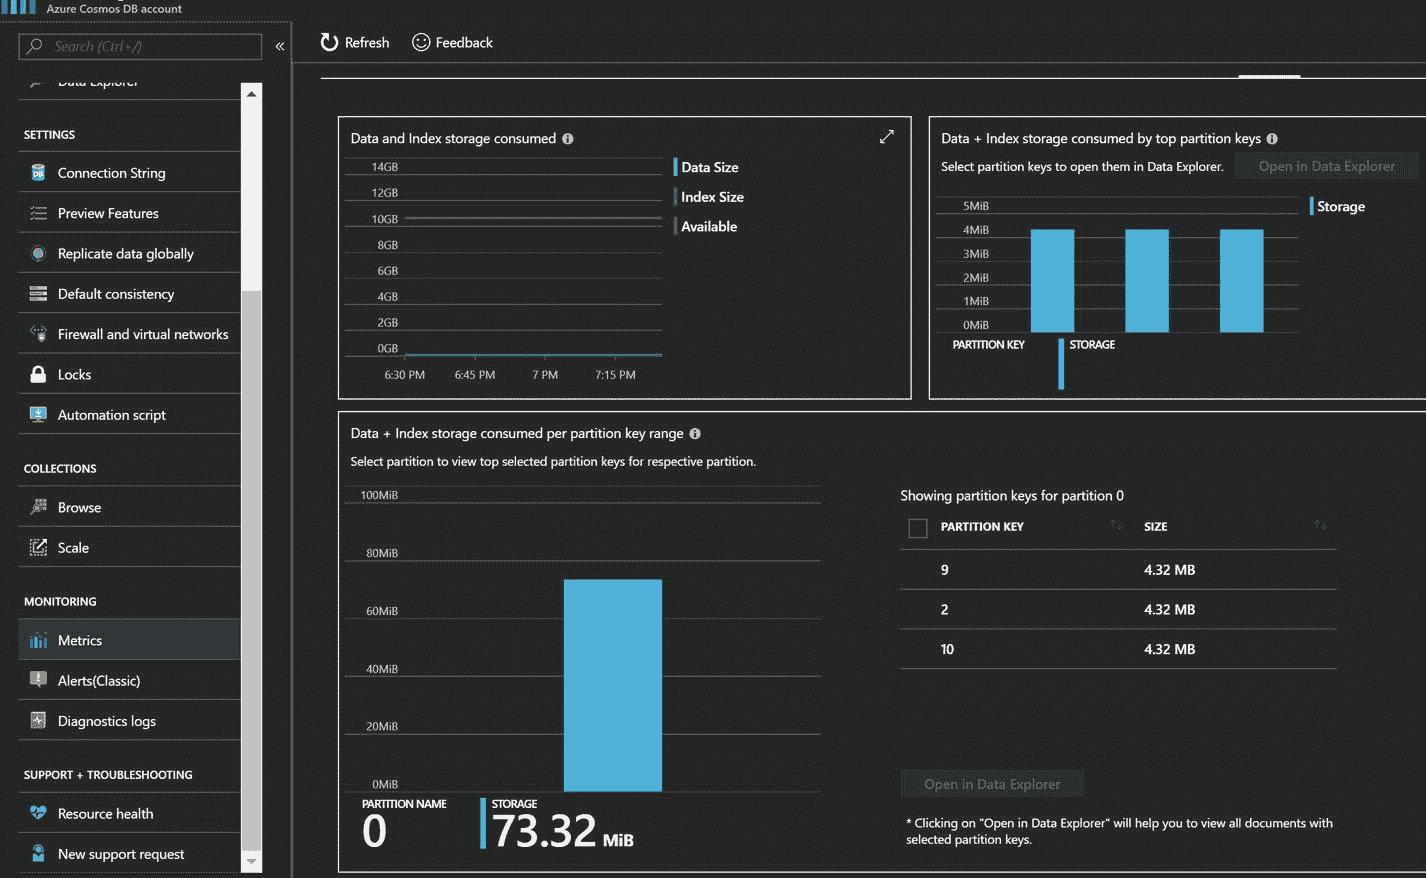 Azure Cosmos DB account
Search (Ctrl+/)
«
Refresh
Feedback
Data Explorer
SETTINGS
Connection String
Preview Features
Replicate data globally
Default consistency
Firewall and virtual networks
Locks
Automation script
COLLECTIONS
Browse
Scale
MONITORING
Metrics
Alerts(Classic)
Diagnostics logs
SUPPORT + TROUBLESHOOTING
Resource health
New support request
Data and Index storage consumed
14GB
12GB
10GB
8GB
6GB
4GB
2GB
0GB
6:30 PM 6:45 PM 7 PM 7:15 PM
Data Size
Index Size
Available
Data + Index storage consumed by top partition keys
Select partition keys to open them in Data Explorer. Open in Data Explorer
5MiB
4MiB
3MiB
2MiB
1MiB
0MiB
Storage
PARTITION KEY STORAGE
Data + Index storage consumed per partition key range
Select partition to view top selected partition keys for respective partition.
100MiB
80MiB
60MiB
40MiB
20MiB
0MiB
PARTITION NAME STORAGE
0 73.32 MiB
Showing partition keys for partition 0
PARTITION KEY SIZE
9 4.32 MB
2 4.32 MB
10 4.32 MB
Open in Data Explorer
* Clicking on "Open in Data Explorer" will help you to view all documents with
selected partition keys.